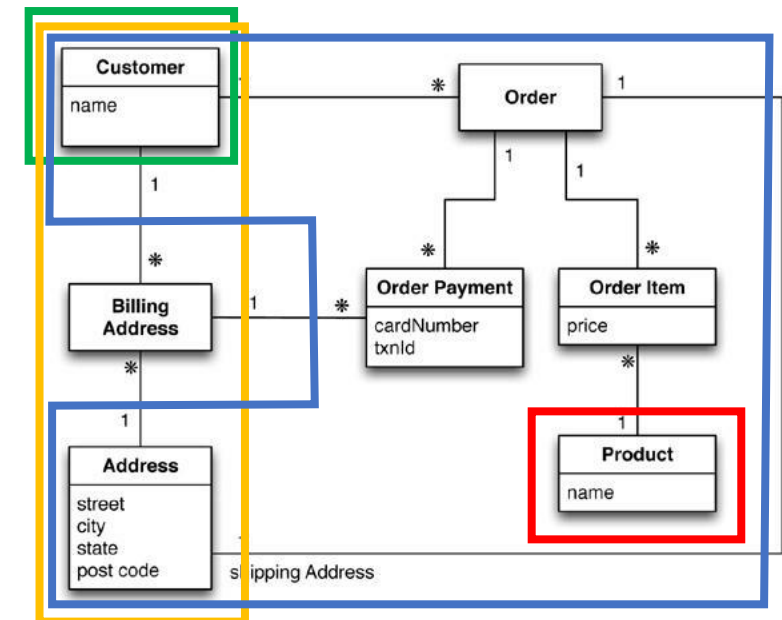 Customer
name
1
*
Order
1
1
1
1
*
*
*
Billing
Address
1
*
Order Payment
cardNumber
txnId
Order Item
price
*
*
1
1
Address
street
city
state
post code
Product
name
shipping Address